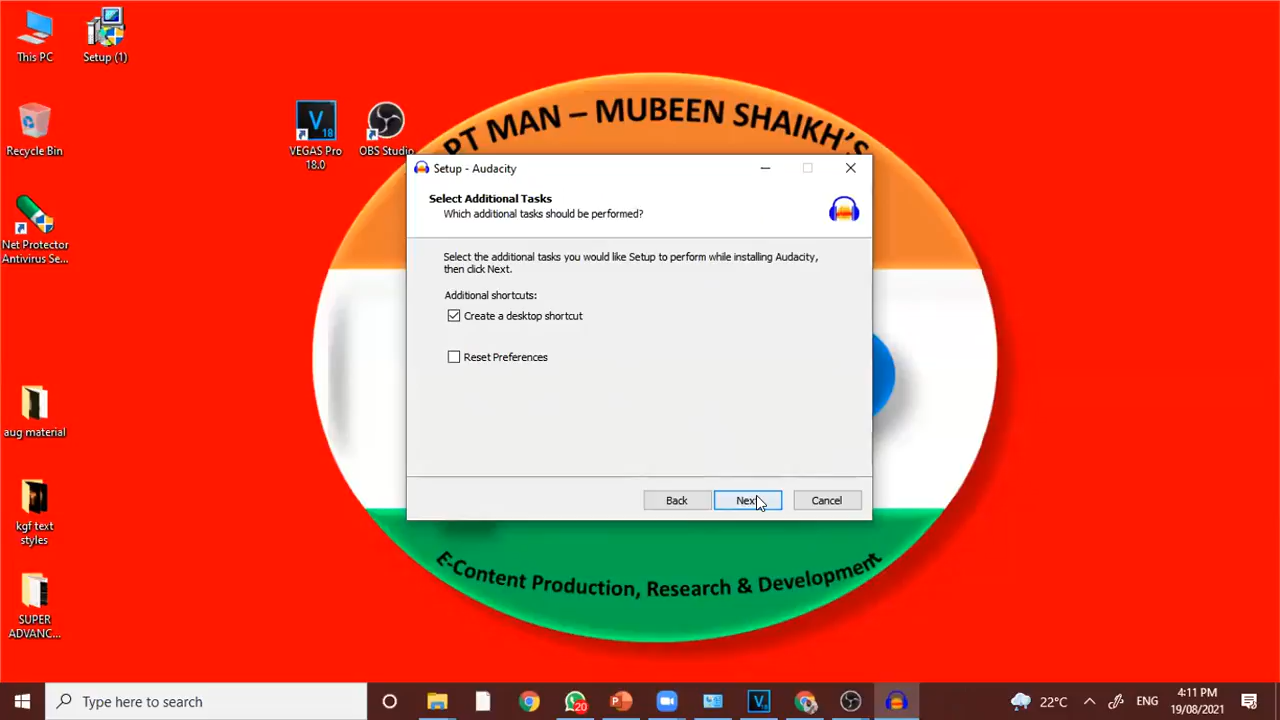 This PC
Setup (1)
Recycle Bin
VEGAS Pro
18.0
OBS Studio
Net Protector
Antivirus Se...
aug material
kgf text
styles
SUPER
ADVANC...
PT MAN – MUBEEN SHAIKH'S
Setup - Audacity
Select Additional Tasks
Which additional tasks should be performed?
Select the additional tasks you would like Setup to perform while installing Audacity,
then click Next.
Additional shortcuts:
Create a desktop shortcut
Reset Preferences
Back
Next
Cancel
E-Content Production, Research & Development
Type here to search
20
22°C
ENG
4:11 PM
19/08/2021